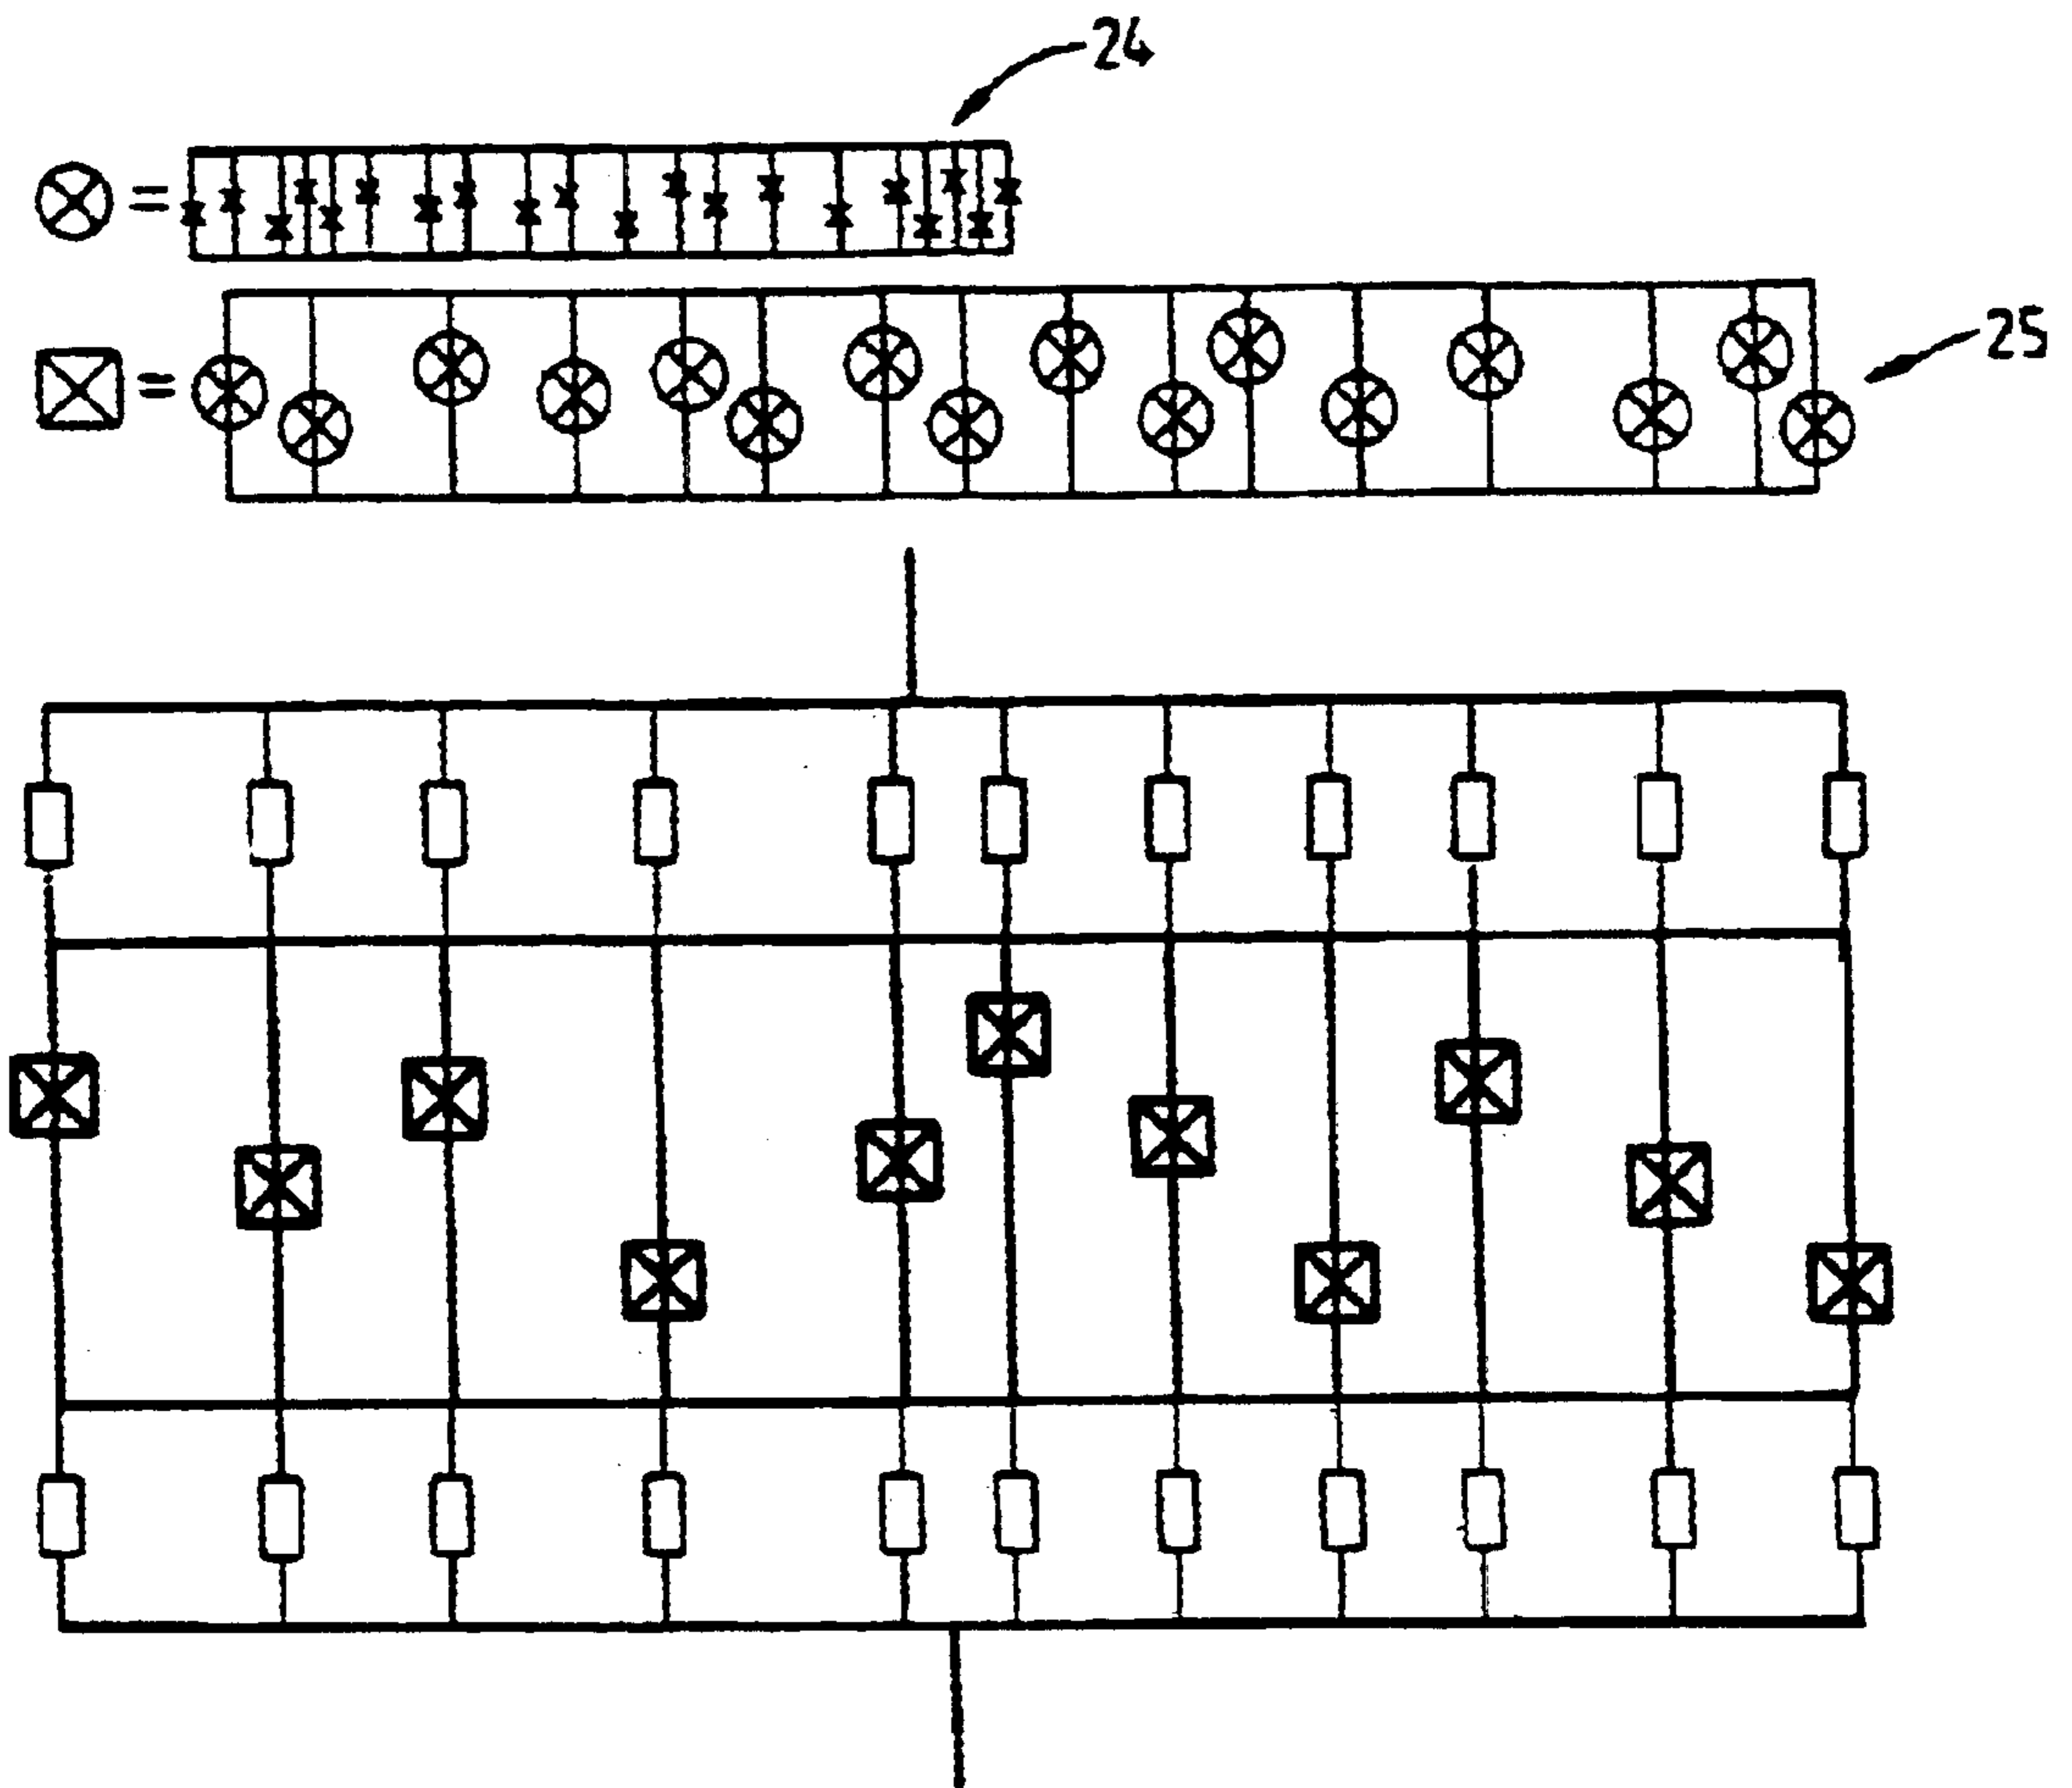 24
=
25
=